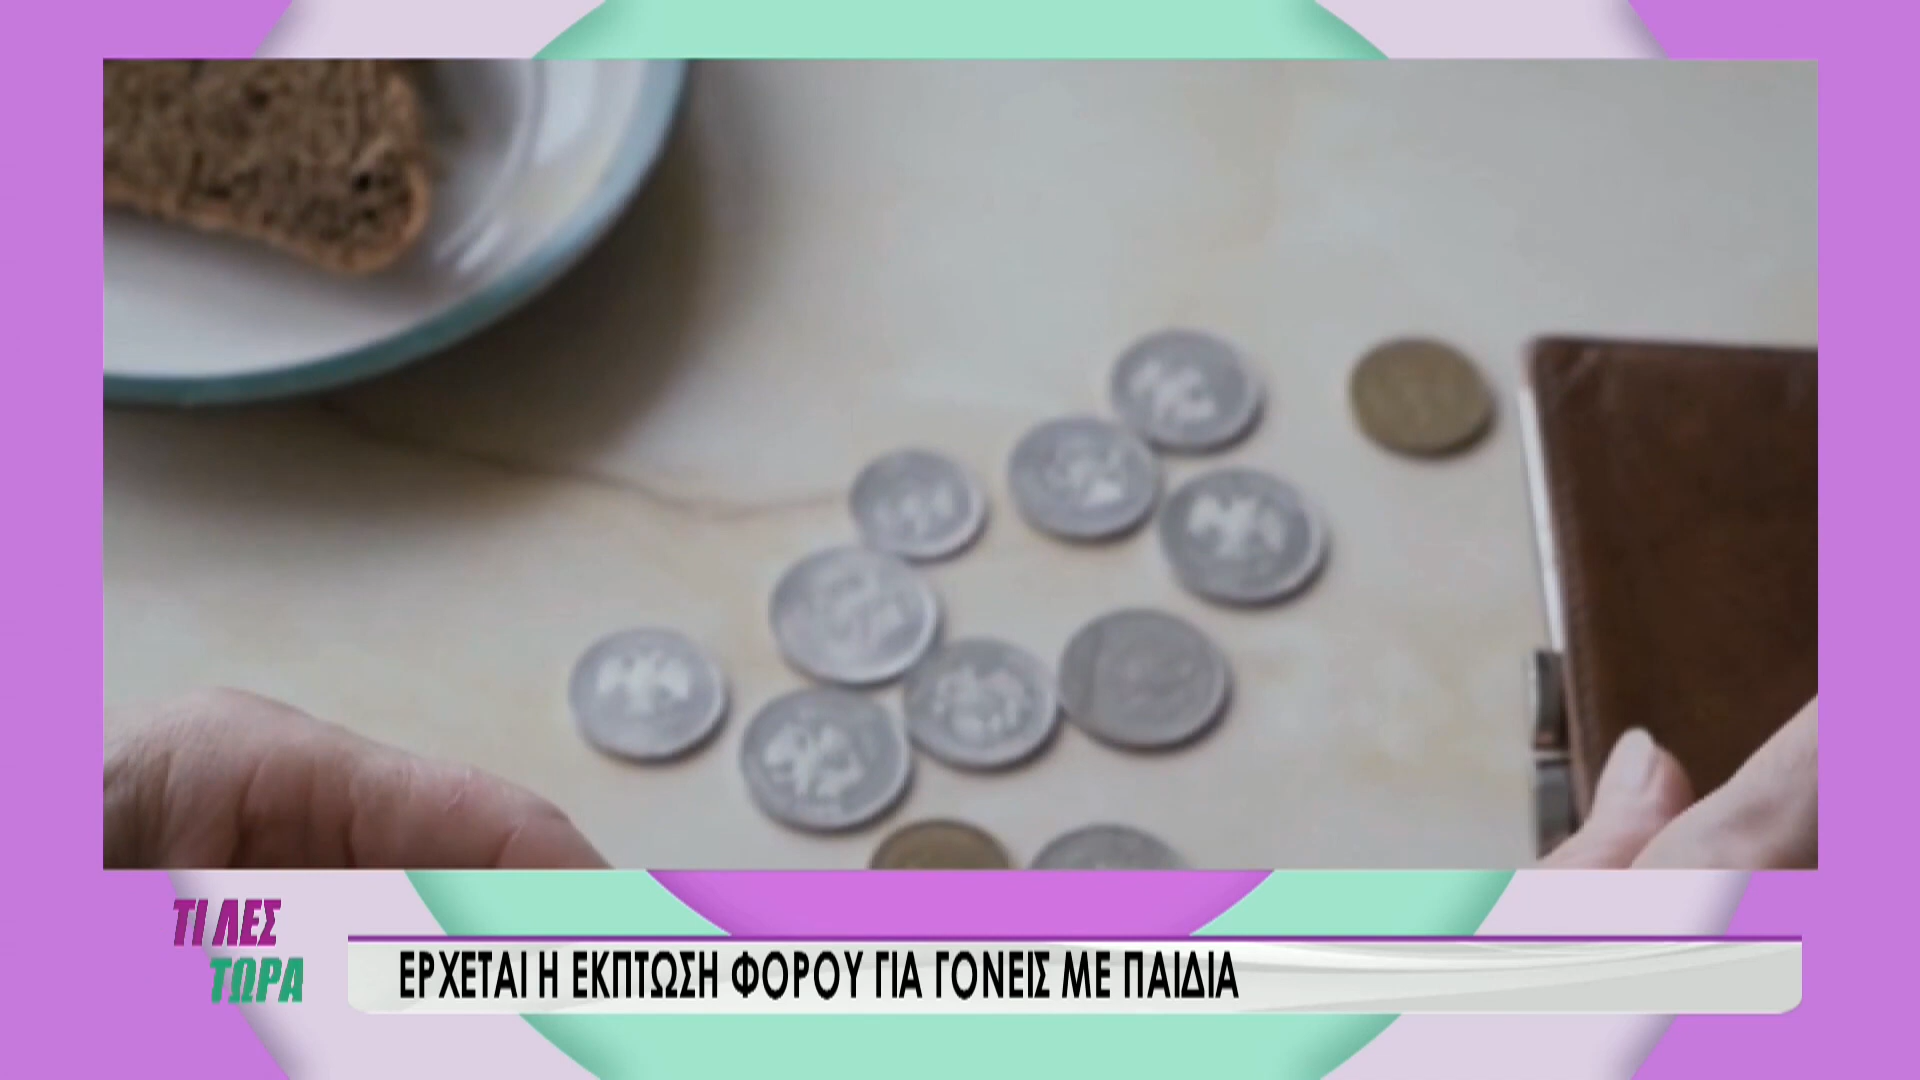 ΤΙ ΛΕΣ
ΤΩΡΑ
ΕΡΧΕΤΑΙ Η ΕΚΠΤΩΣΗ ΦΟΡΟΥ ΓΙΑ ΓΟΝΕΙΣ ΜΕ ΠΑΙΔΙΑ